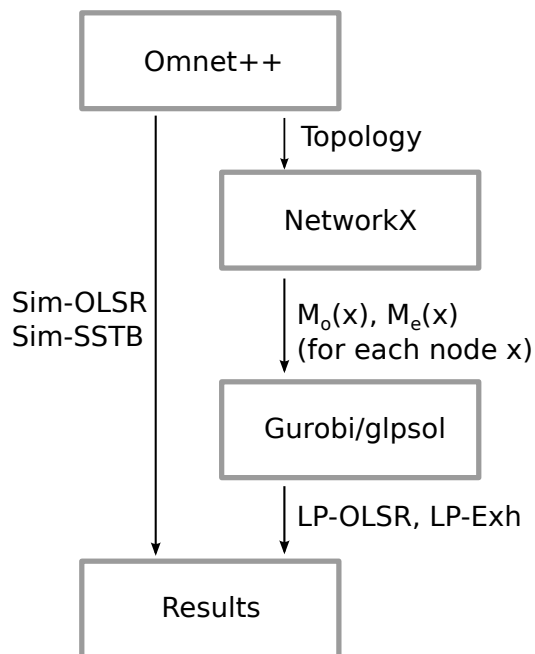 Omnet++
Topology
NetworkX
Sim-OLSR
Sim-SSTB
Mₒ(x), Mₑ(x)
(for each node x)
Gurobi/glpsol
LP-OLSR, LP-Exh
Results